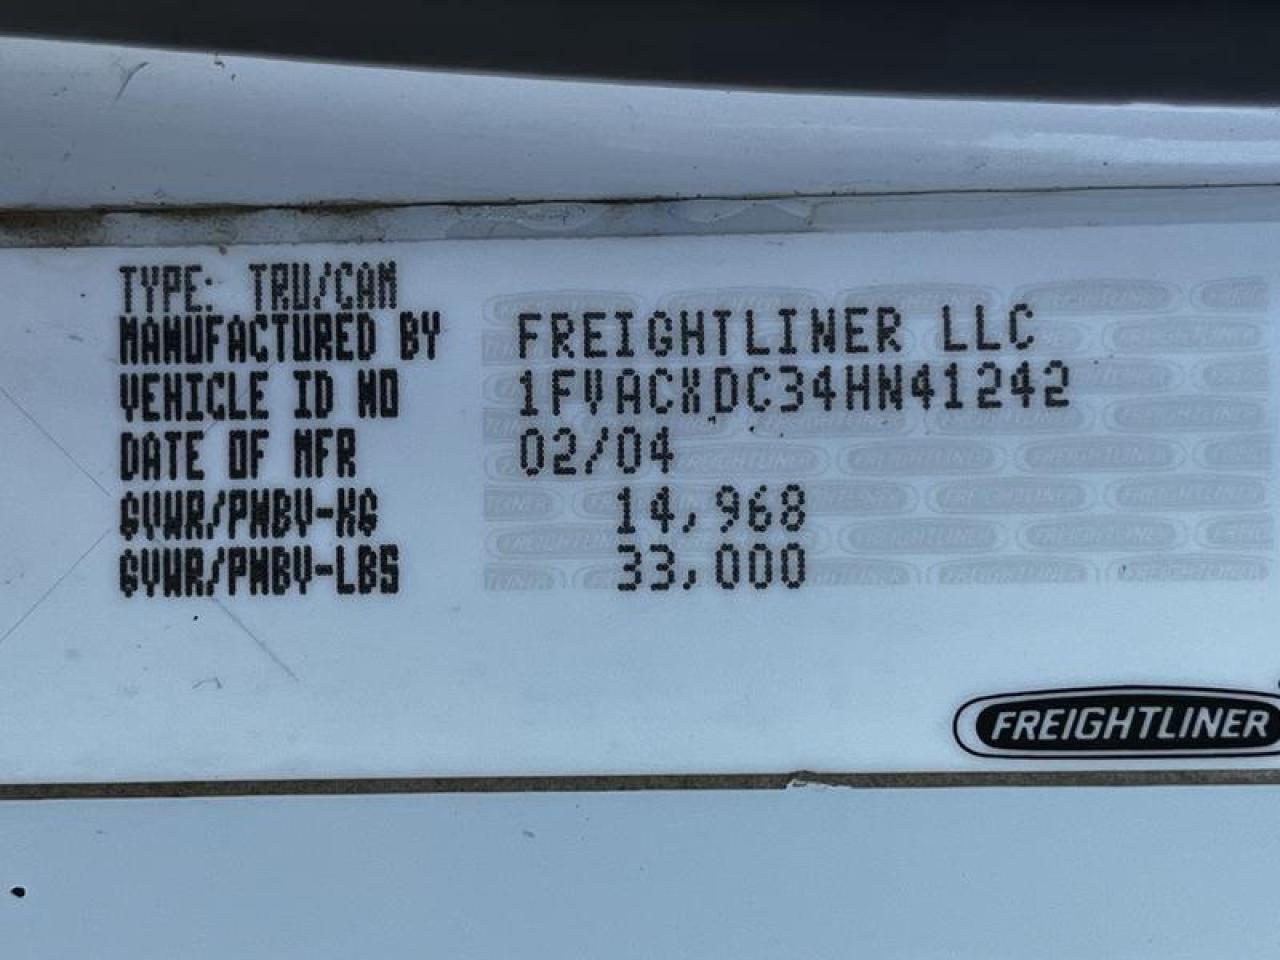 TYPE: TRU/CAM
MANUFACTURED BY FREIGHTLINER LLC
VEHICLE ID NO 1FVACXDC34HN41242
DATE OF MFR 02/04
GVWR/PNBV-KG 14,968
GVWR/PNBV-LBS 33,000
FREIGHTLINER